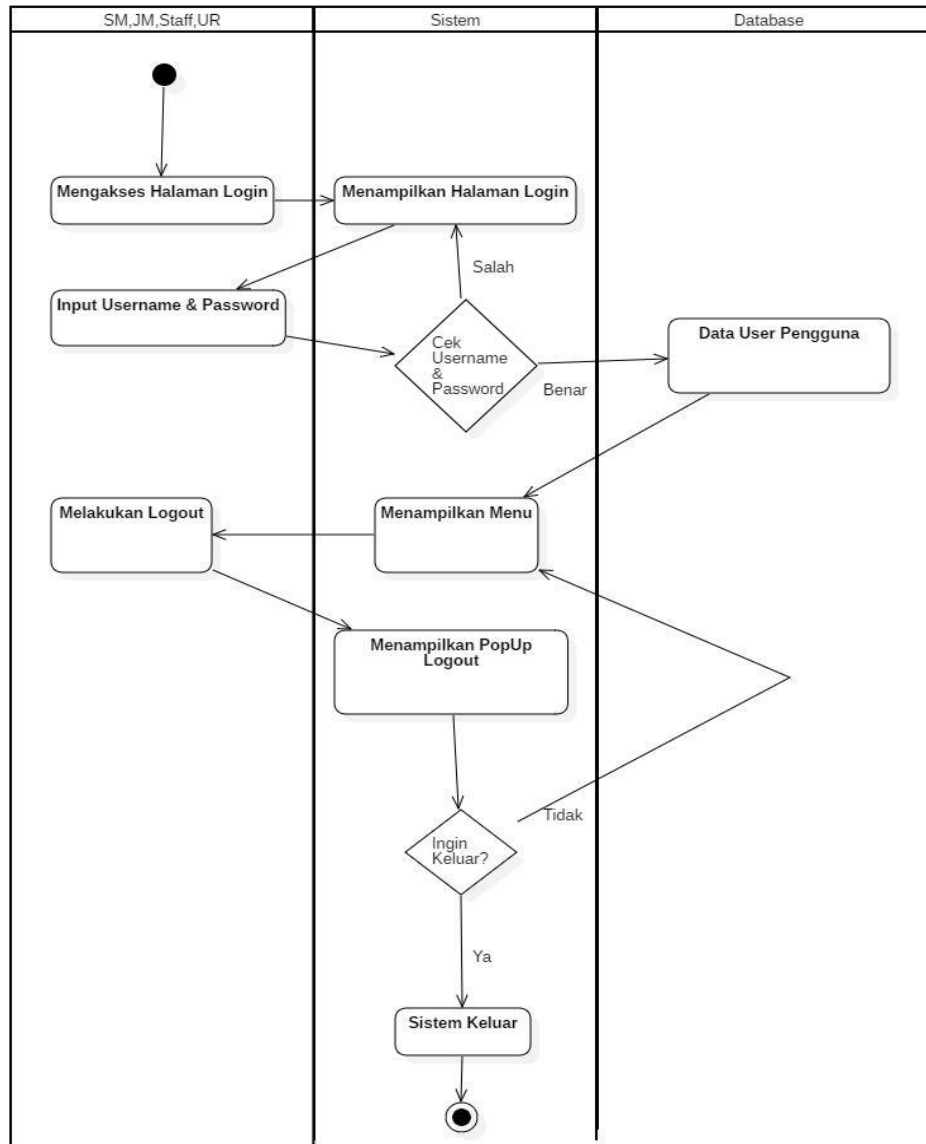 SM,JM,Staff,UR
Sistem
Database
Mengakses Halaman Login
Menampilkan Halaman Login
Salah
Input Username & Password
Cek
Username
&
Password
Benar
Data User Pengguna
Melakukan Logout
Menampilkan Menu
Menampilkan PopUp
Logout
Tidak
Ingin
Keluar?
Ya
Sistem Keluar